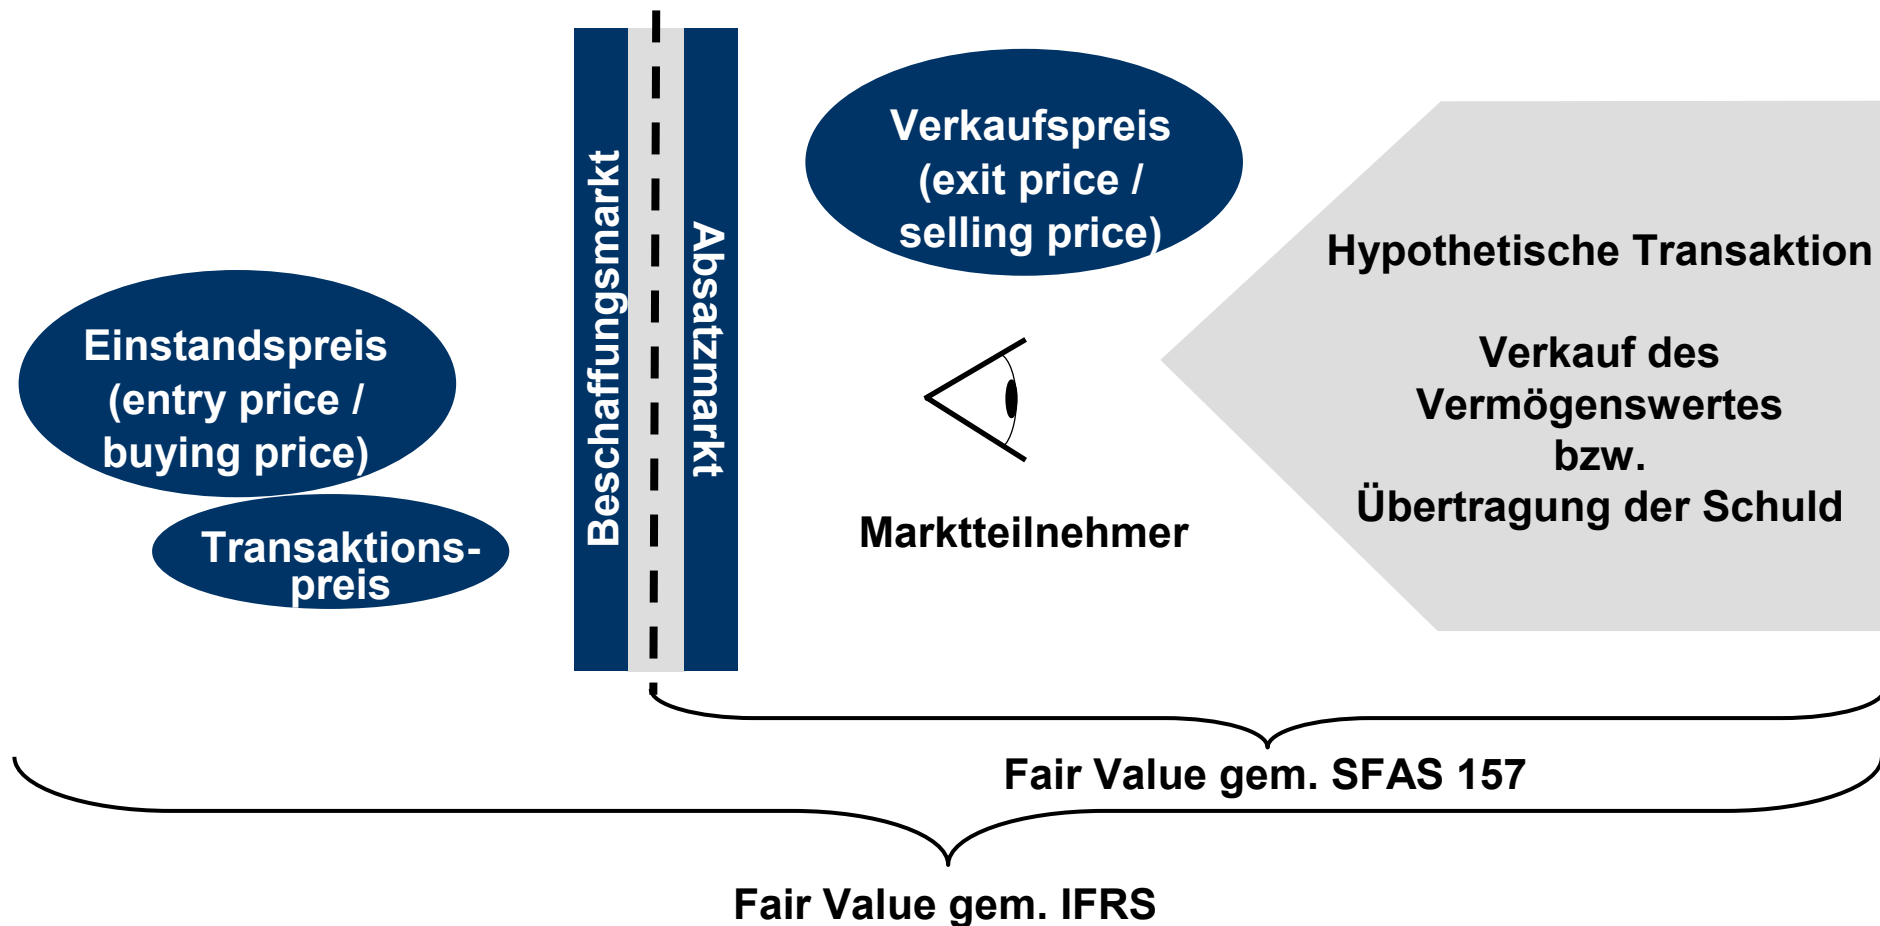 Einstandspreis
(entry price /
buying price)
Transaktions-
preis
Beschaffungsmarkt
Absatzmarkt
Verkaufspreis
(exit price /
selling price)
Marktteilnehmer
Hypothetische Transaktion
Verkauf des
Vermögenswertes
bzw.
Übertragung der Schuld
Fair Value gem. SFAS 157
Fair Value gem. IFRS